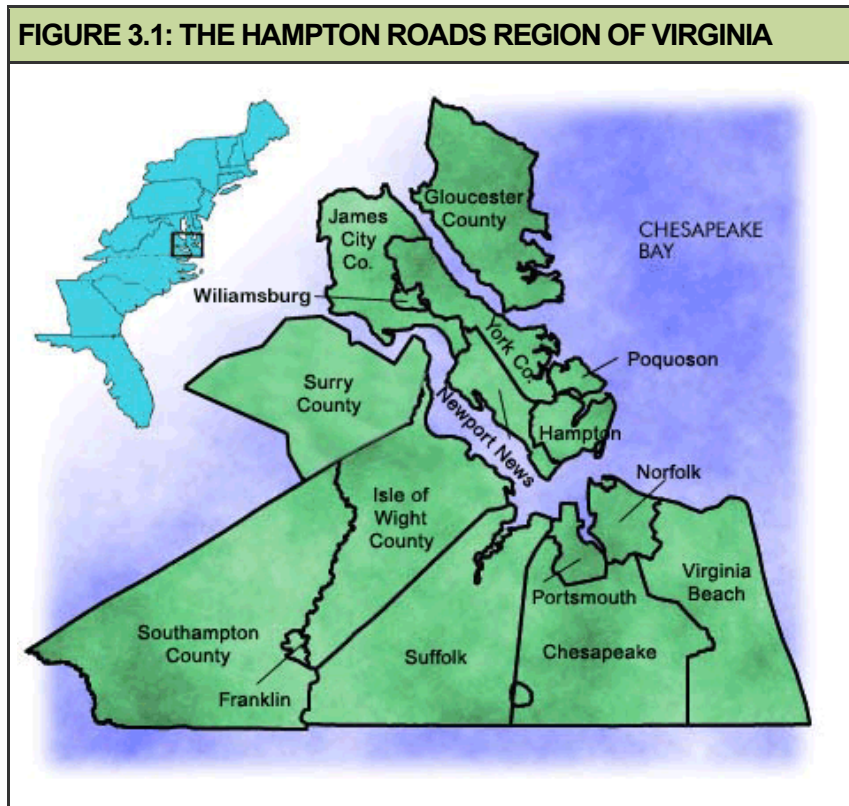 FIGURE 3.1: THE HAMPTON ROADS REGION OF VIRGINIA
Gloucester
County
James
City
Co.
CHESAPEAKE
BAY
Wiliamsburg
York Co.
Poquoson
Surry
County
Newport News
Hampton
Norfolk
Isle of
Wight
County
Virginia
Beach
Portsmouth
Southampton
County
Suffolk
Chesapeake
Franklin